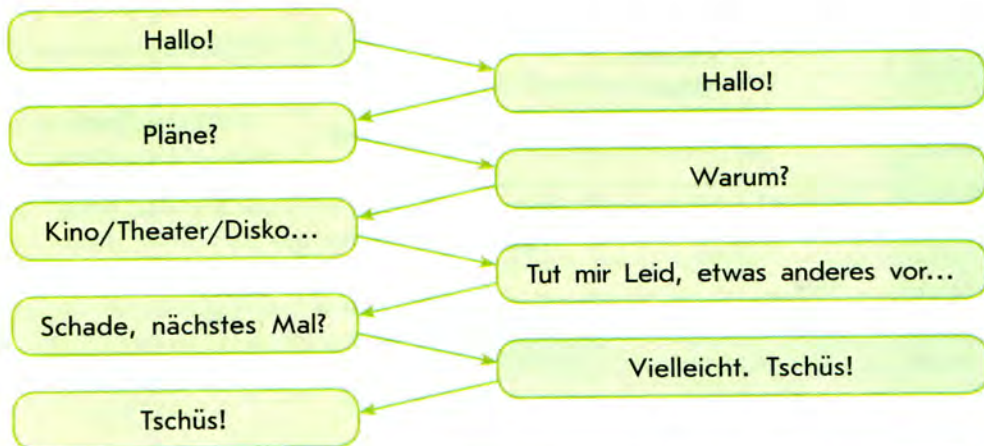 Hallo!
Hallo!
Pläne?
Warum?
Kino/Theater/Disko...
Tut mir Leid, etwas anderes vor...
Schade, nächstes Mal?
Vielleicht. Tschüs!
Tschüs!